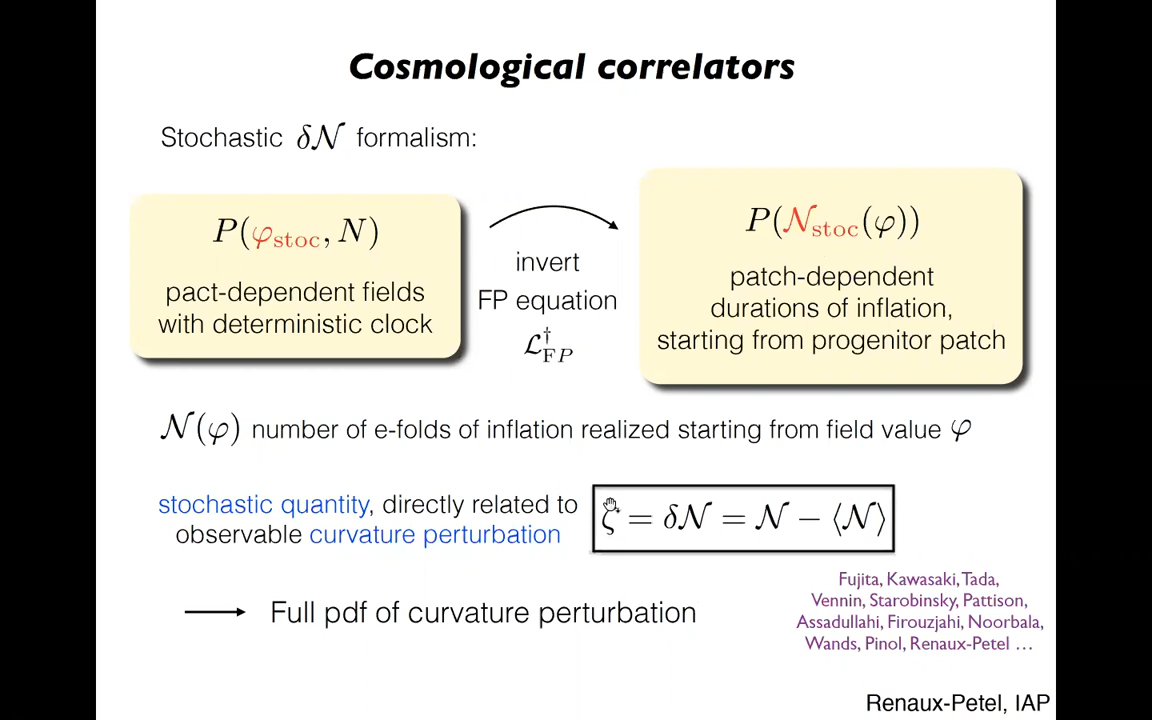 Cosmological correlators
Stochastic δ𝒩 formalism:
P(φ_stoc, N)
pact-dependent fields
with deterministic clock
invert
FP equation
ℒ†_FP
P(𝒩_stoc(φ))
patch-dependent
durations of inflation,
starting from progenitor patch
𝒩(φ) number of e-folds of inflation realized starting from field value φ
stochastic quantity, directly related to
observable curvature perturbation
ζ = δ𝒩 = 𝒩 − ⟨𝒩⟩
Full pdf of curvature perturbation
Fujita, Kawasaki, Tada,
Vennin, Starobinsky, Pattison,
Assadullahi, Firouzjahi, Noorbala,
Wands, Pinol, Renaux-Petel …
Renaux-Petel, IAP